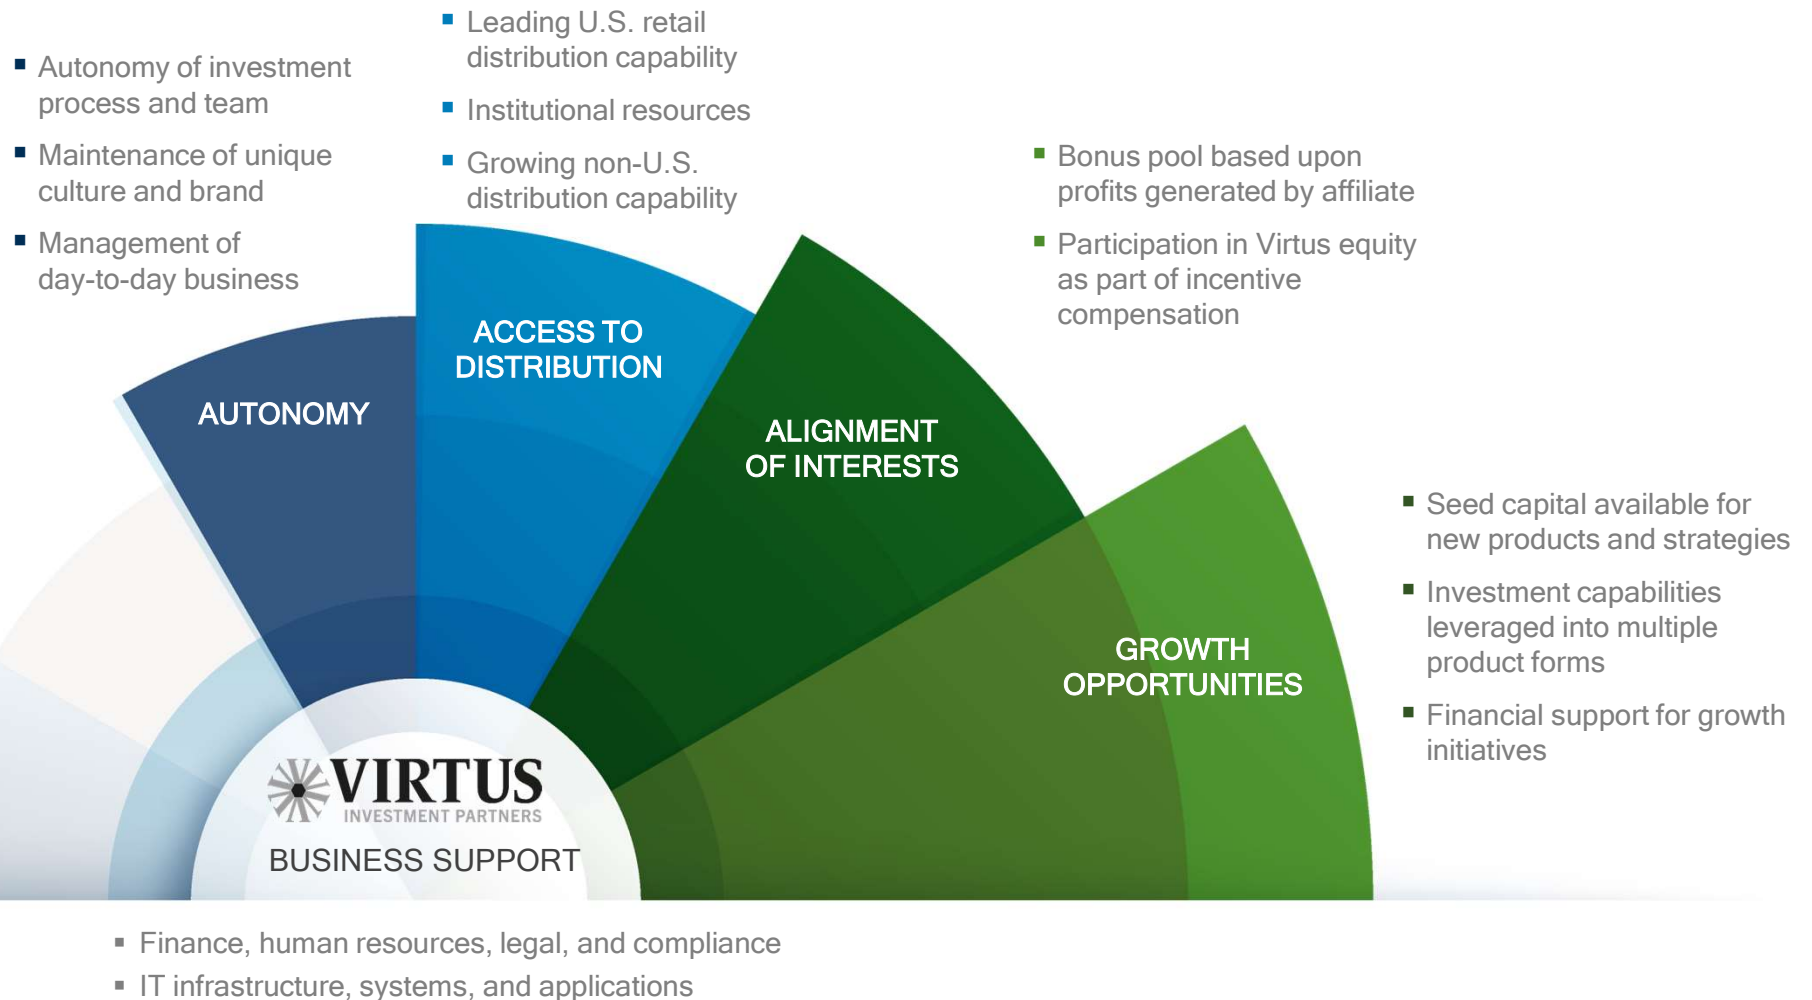 Autonomy of investment
process and team
Maintenance of unique
culture and brand
Management of
day-to-day business
Leading U.S. retail
distribution capability
Institutional resources
Growing non-U.S.
distribution capability
Bonus pool based upon
profits generated by affiliate
Participation in Virtus equity
as part of incentive
compensation
Seed capital available for
new products and strategies
Investment capabilities
leveraged into multiple
product forms
Financial support for growth
initiatives
AUTONOMY
ACCESS TO
DISTRIBUTION
ALIGNMENT
OF INTERESTS
GROWTH
OPPORTUNITIES
VIRTUS
INVESTMENT PARTNERS
BUSINESS SUPPORT
Finance, human resources, legal, and compliance
IT infrastructure, systems, and applications